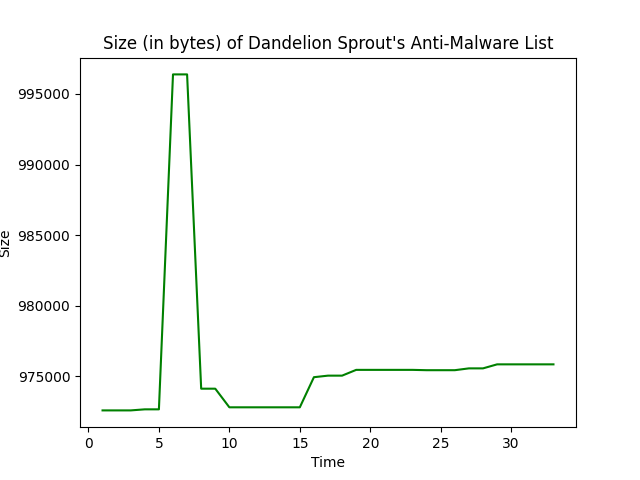 Size (in bytes) of Dandelion Sprout's Anti-Malware List
995000
990000
985000
980000
975000
Size
0 5 10 15 20 25 30
Time